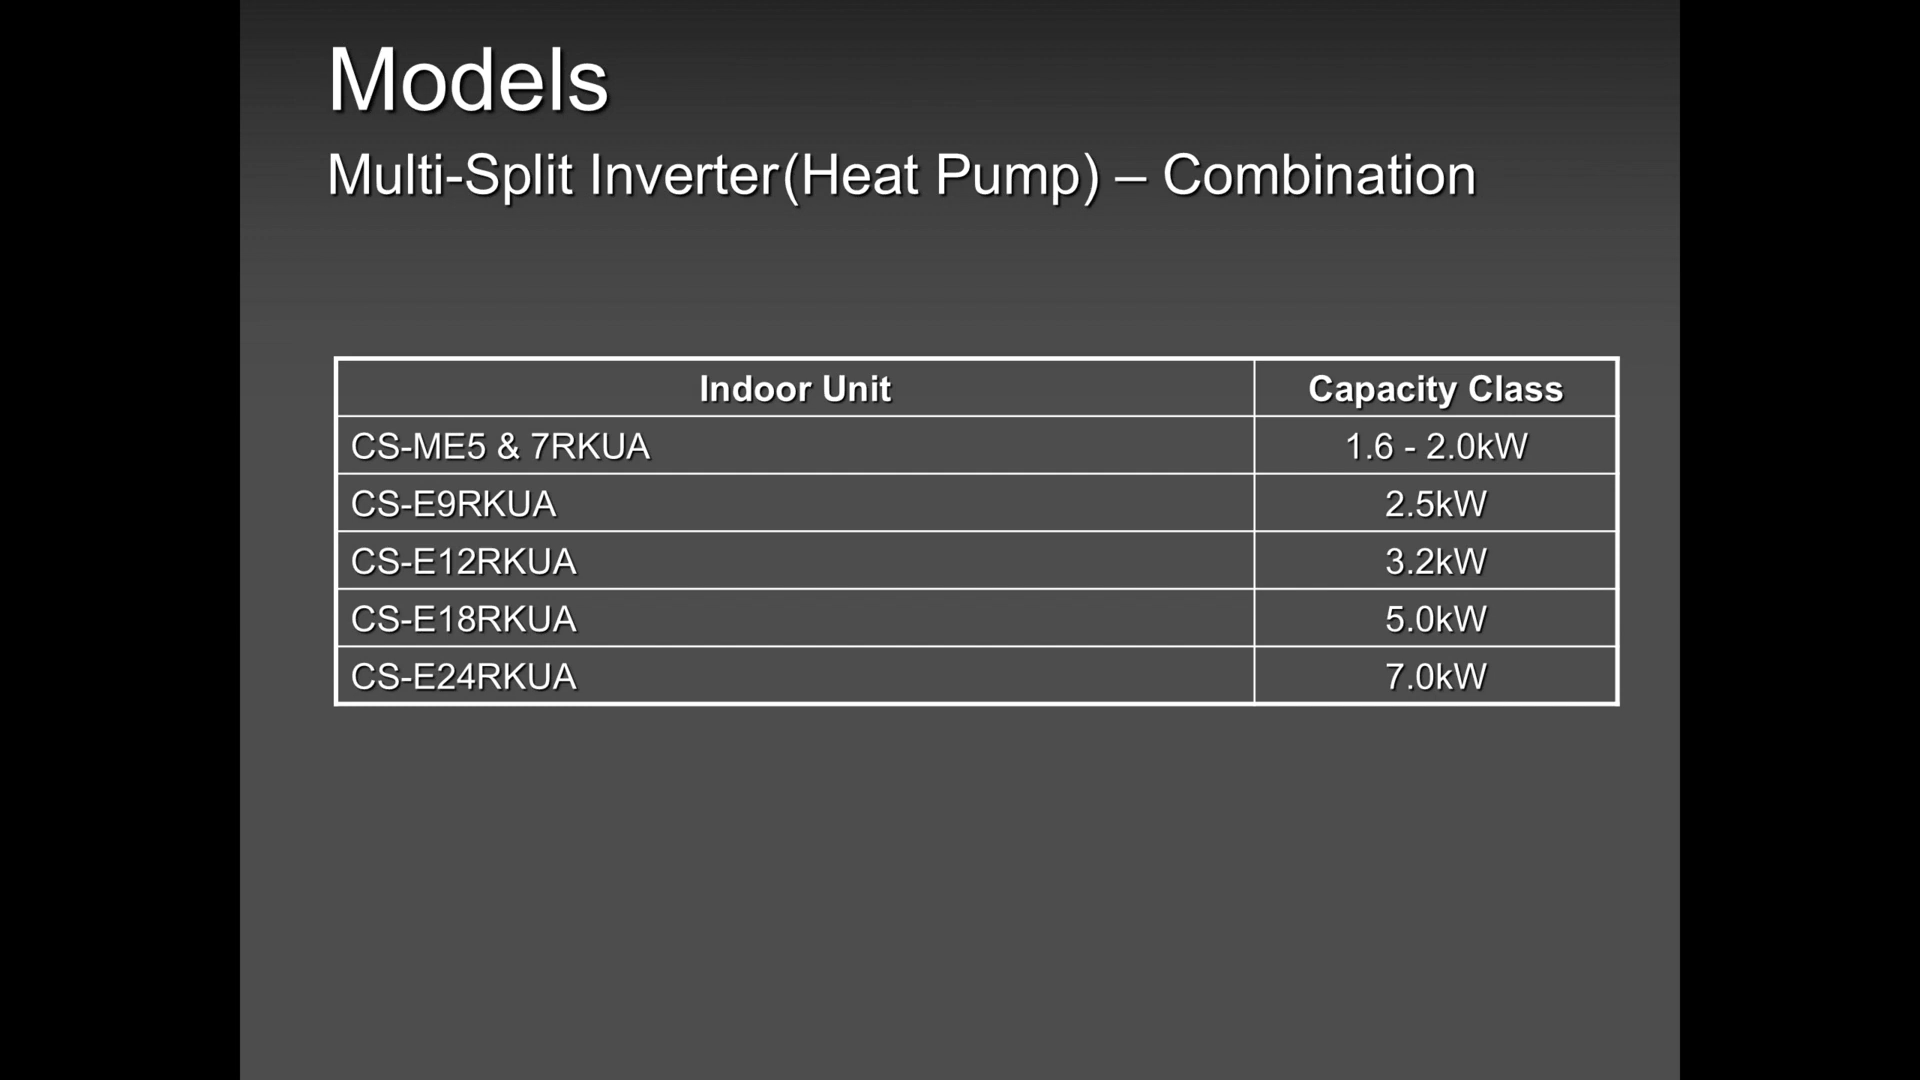 Models
Multi-Split Inverter(Heat Pump) – Combination
Indoor Unit Capacity Class
CS-ME5 & 7RKUA 1.6 - 2.0kW
CS-E9RKUA 2.5kW
CS-E12RKUA 3.2kW
CS-E18RKUA 5.0kW
CS-E24RKUA 7.0kW